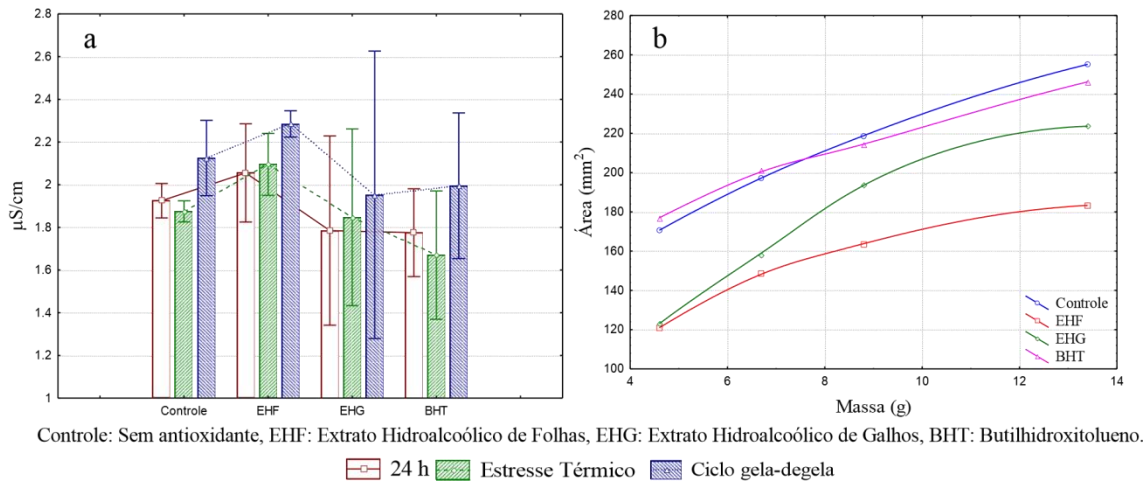 a
2.8
2.6
2.4
2.2
2
1.8
1.6
1.4
1.2
1
µS/cm
Controle EHF EHG BHT
b
280
260
240
220
200
180
160
140
120
100
Área (mm²)
Controle
EHF
EHG
BHT
4 6 8 10 12 14
Massa (g)
Controle: Sem antioxidante, EHF: Extrato Hidroalcoólico de Folhas, EHG: Extrato Hidroalcoólico de Galhos, BHT: Butilhidroxitolueno.
24 h Estresse Térmico Ciclo gela-degela